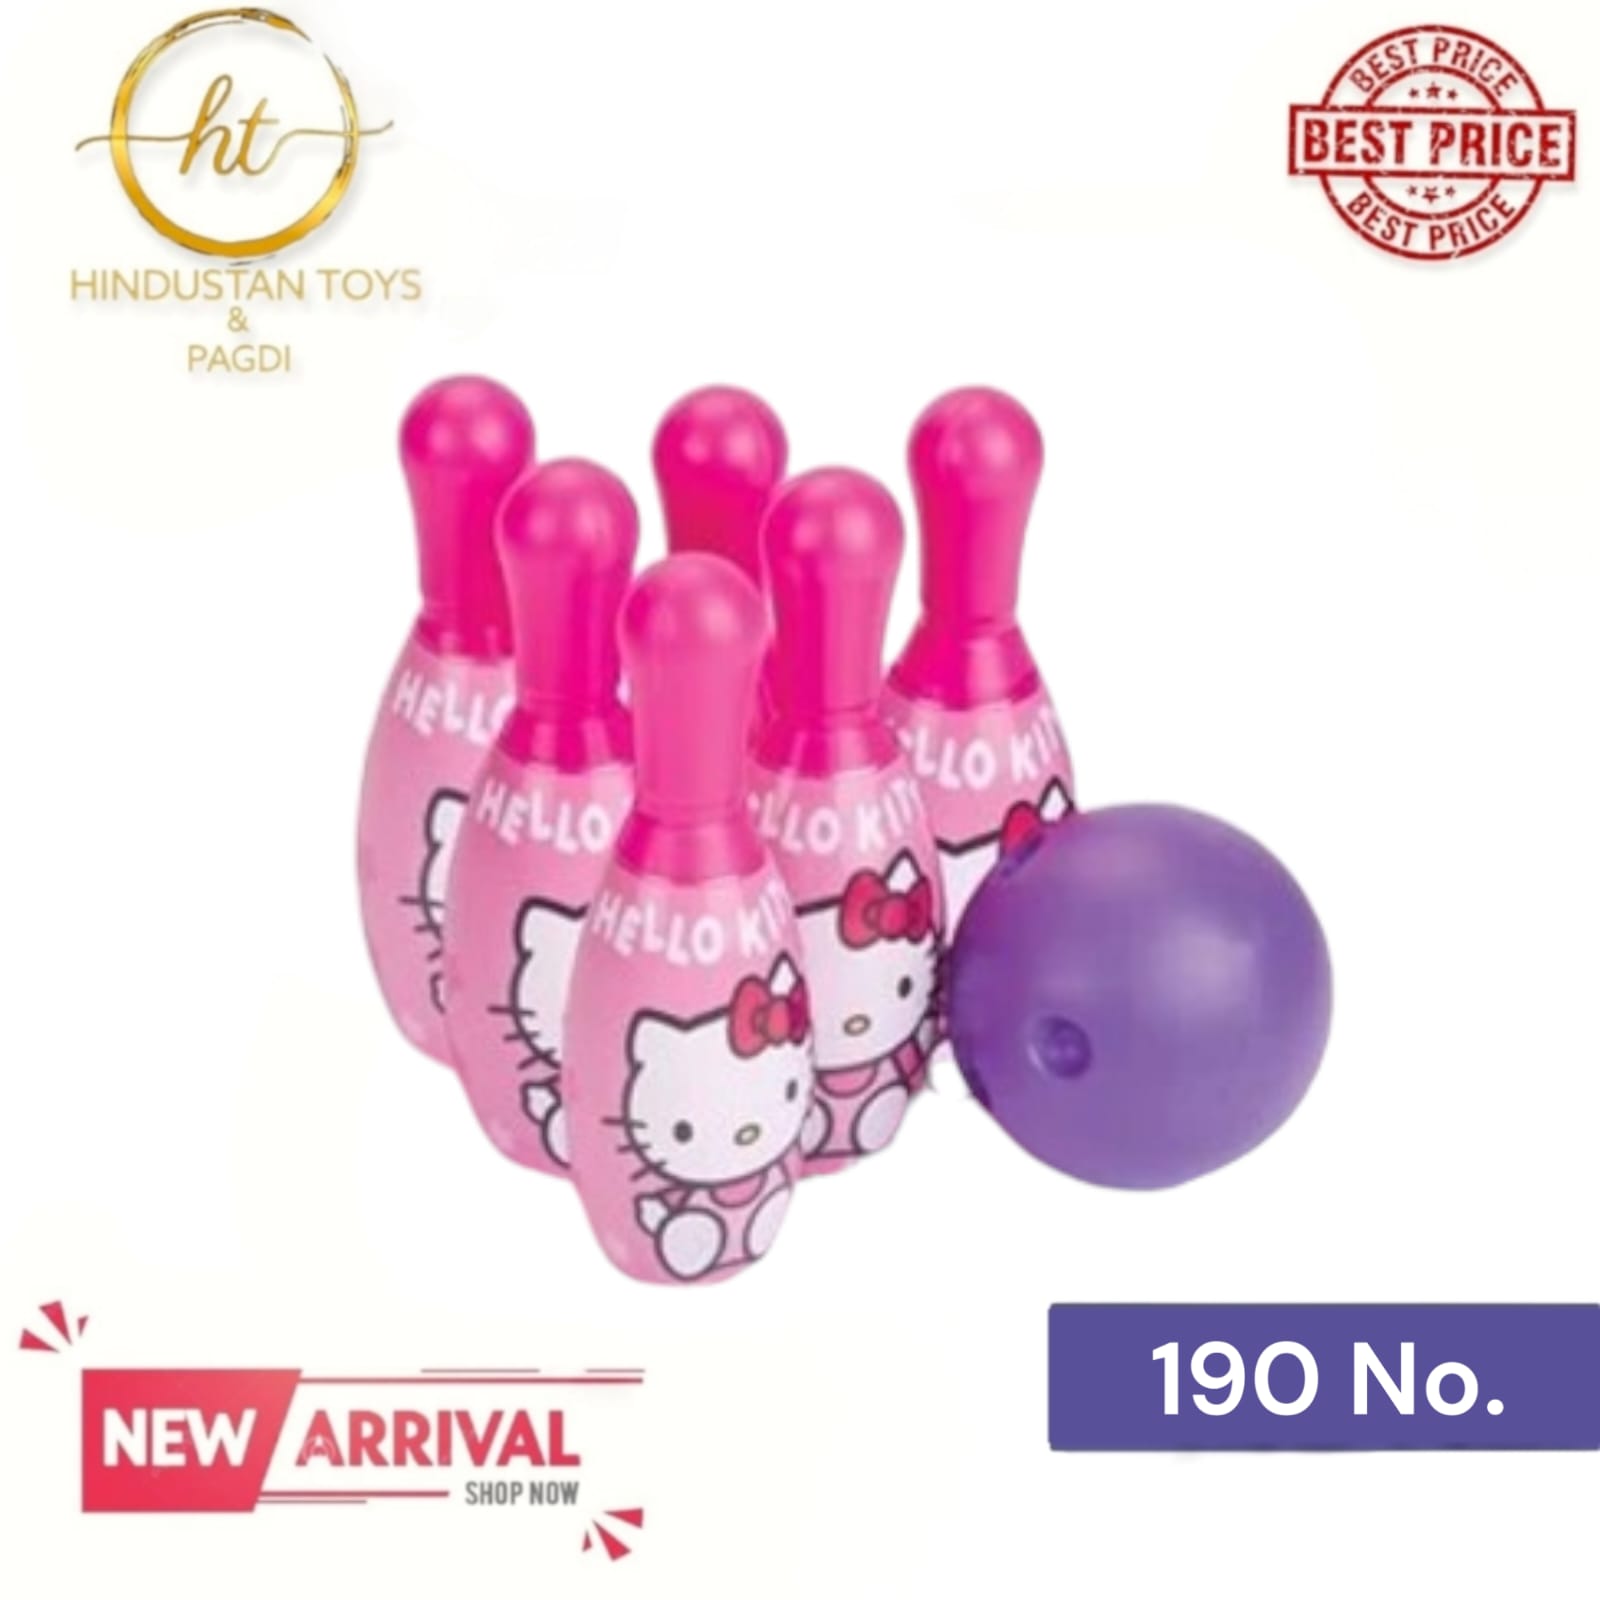 ht
HINDUSTAN TOYS
&
PAGDI
BEST PRICE
BEST PRICE
BEST PRICE
HELLO
HELLO
HELLO KI
LLO KIT
LLO KIT
NEW ARRIVAL
SHOP NOW
190 No.